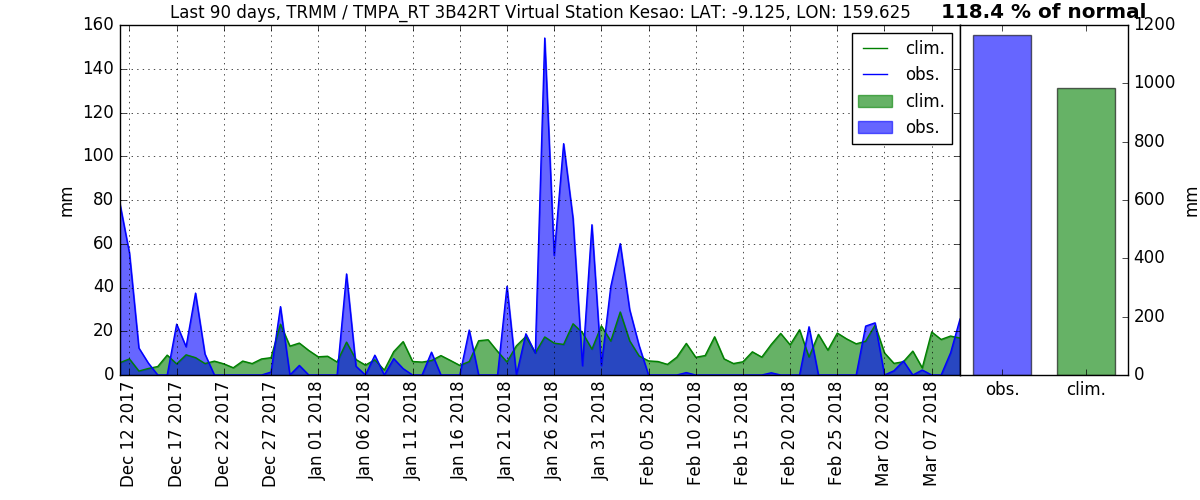 Last 90 days, TRMM / TMPA_RT 3B42RT Virtual Station Kesao: LAT: -9.125, LON: 159.625
118.4 % of normal
160
140
120
100
80
60
40
20
0
mm
clim.
obs.
clim.
obs.
1200
1000
800
600
400
200
0
mm
obs.
clim.
Dec 12 2017
Dec 17 2017
Dec 22 2017
Dec 27 2017
Jan 01 2018
Jan 06 2018
Jan 11 2018
Jan 16 2018
Jan 21 2018
Jan 26 2018
Jan 31 2018
Feb 05 2018
Feb 10 2018
Feb 15 2018
Feb 20 2018
Feb 25 2018
Mar 02 2018
Mar 07 2018